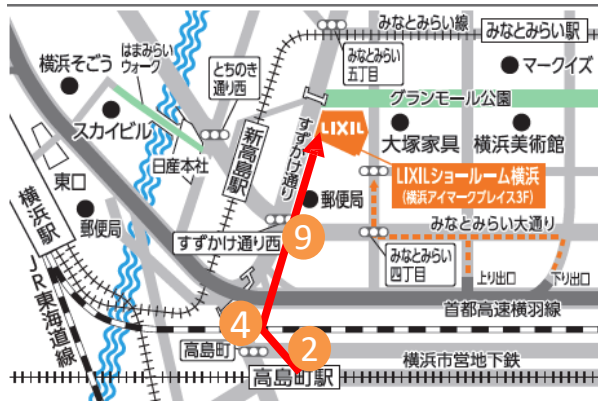 みなとみらい線
みなとみらい駅
みなとみらい
五丁目
マークイズ
横浜そごう
はまみらい
ウォーク
とちのき
通り西
グランモール公園
スカイビル
新高島駅
すずかけ通り
LIXIL
大塚家具
横浜美術館
日産本社
LIXILショールーム横浜
(横浜アイマークプレイス3F)
横浜駅
東口
郵便局
郵便局
すずかけ通り西
9
みなとみらい大通り
みなとみらい
四丁目
上り出口
下り出口
JR東海道線
4
首都高速横羽線
高島町
2
横浜市営地下鉄
高島町駅